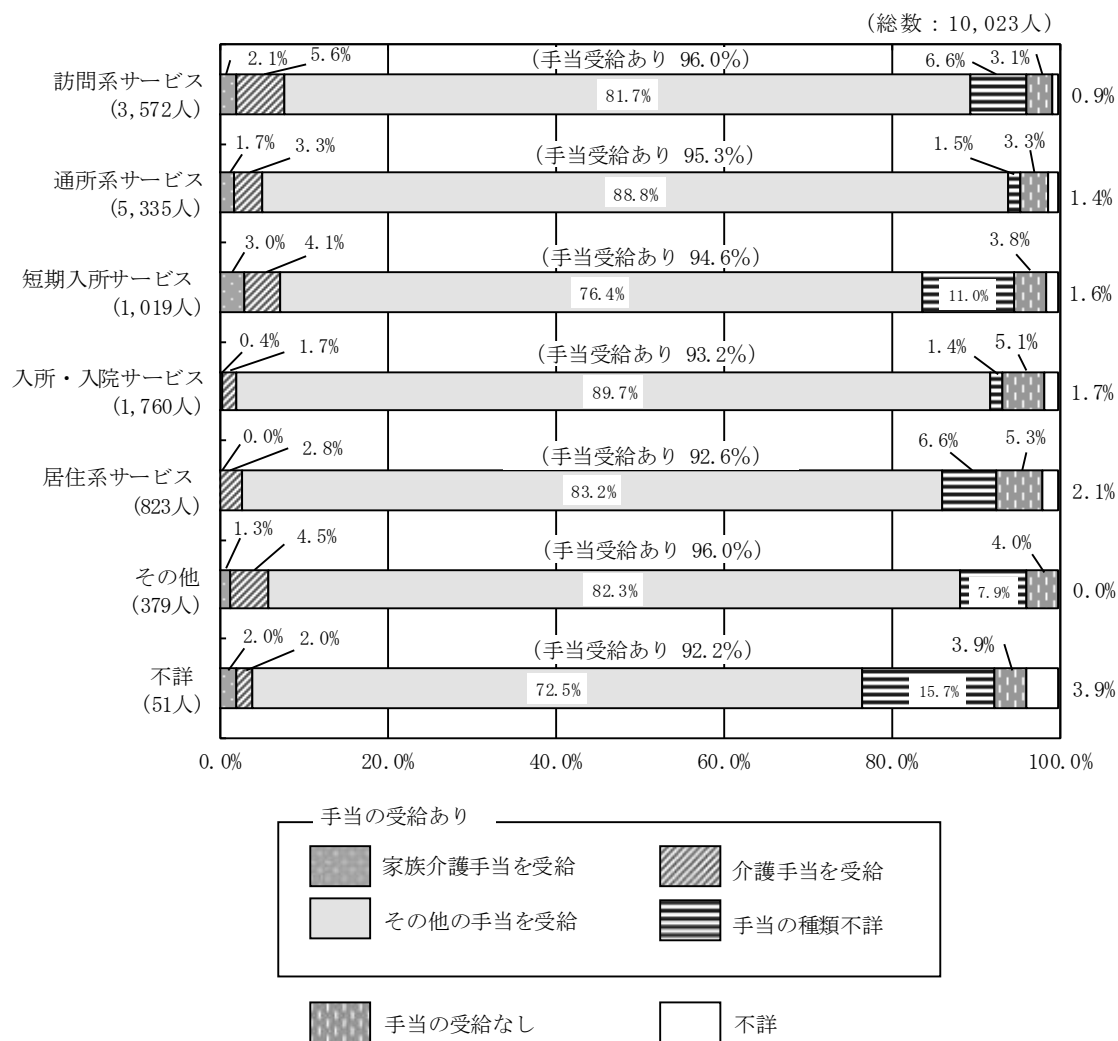 （総数：10,023人）
2.1%
5.6%
（手当受給あり 96.0%）
6.6%
3.1%
訪問系サービス
（3,572人）
81.7%
0.9%
1.7%
3.3%
（手当受給あり 95.3%）
1.5%
3.3%
通所系サービス
（5,335人）
88.8%
1.4%
3.0%
4.1%
（手当受給あり 94.6%）
3.8%
短期入所サービス
（1,019人）
76.4%
11.0%
1.6%
0.4%
1.7%
（手当受給あり 93.2%）
1.4%
5.1%
入所・入院サービス
（1,760人）
89.7%
1.7%
0.0%
2.8%
（手当受給あり 92.6%）
6.6%
5.3%
居住系サービス
（823人）
83.2%
2.1%
1.3%
4.5%
（手当受給あり 96.0%）
4.0%
その他
（379人）
82.3%
7.9%
0.0%
2.0%
2.0%
（手当受給あり 92.2%）
3.9%
不詳
（51人）
72.5%
15.7%
3.9%
0.0%
20.0%
40.0%
60.0%
80.0%
100.0%
手当の受給あり
家族介護手当を受給
介護手当を受給
その他の手当を受給
手当の種類不詳
手当の受給なし
不詳